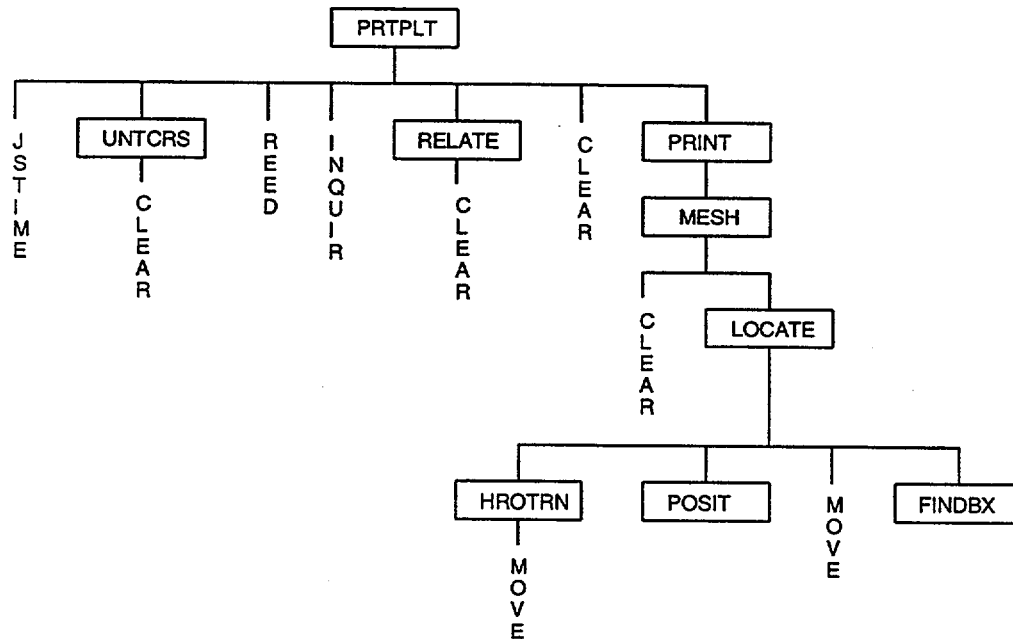 PRTPLT
JSTIME
UNTCRS
CLEAR
REED
INQUIR
RELATE
CLEAR
CLEAR
PRINT
MESH
CLEAR
LOCATE
HROTRN
MOVE
POSIT
MOVE
FINDBX